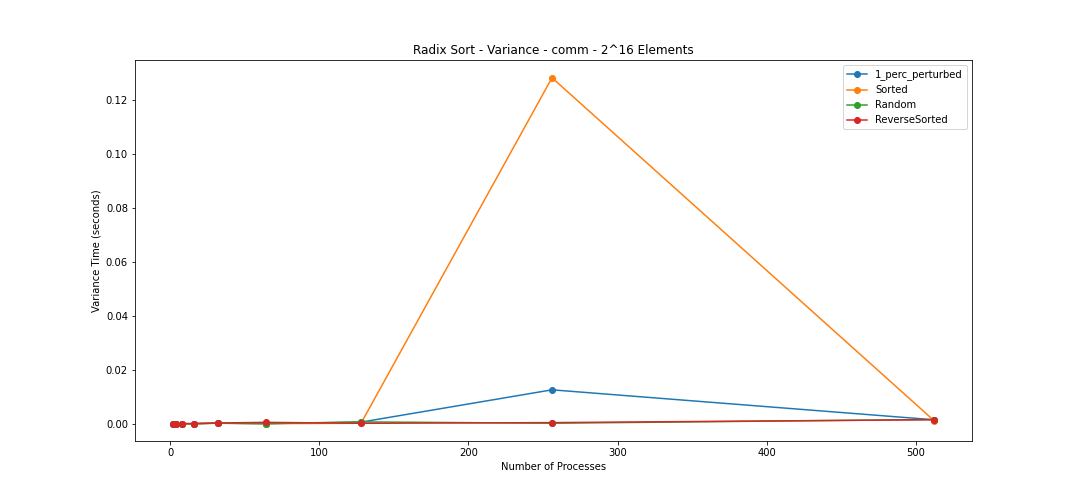 Radix Sort - Variance - comm - 2^16 Elements
1_perc_perturbed
Sorted
Random
ReverseSorted
Variance Time (seconds)
0.12
0.10
0.08
0.06
0.04
0.02
0.00
0 100 200 300 400 500
Number of Processes